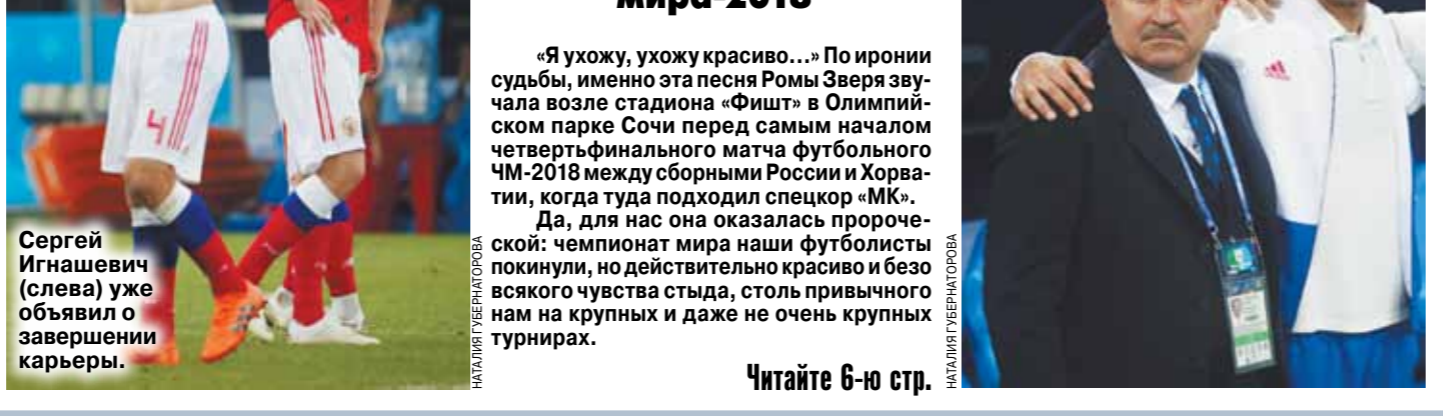 мира-2018
«Я ухожу, ухожу красиво...» По иронии
судьбы, именно эта песня Ромы Зверя зву-
чала возле стадиона «Фишт» в Олимпий-
ском парке Сочи перед самым началом
четвертьфинального матча футбольного
ЧМ-2018 между сборными России и Хорва-
тии, когда туда подходил спецкор «МК».
Да, для нас она оказалась пророче-
ской: чемпионат мира наши футболисты
покинули, но действительно красиво и безо
всякого чувства стыда, столь привычного
нам на крупных и даже не очень крупных
турнирах.
Читайте 6-ю стр.
Сергей
Игнашевич
(слева) уже
объявил о
завершении
карьеры.
НАТАЛИЯ ГУБЕРНАТОРОВА
НАТАЛИЯ ГУБЕРНАТОРОВА
4